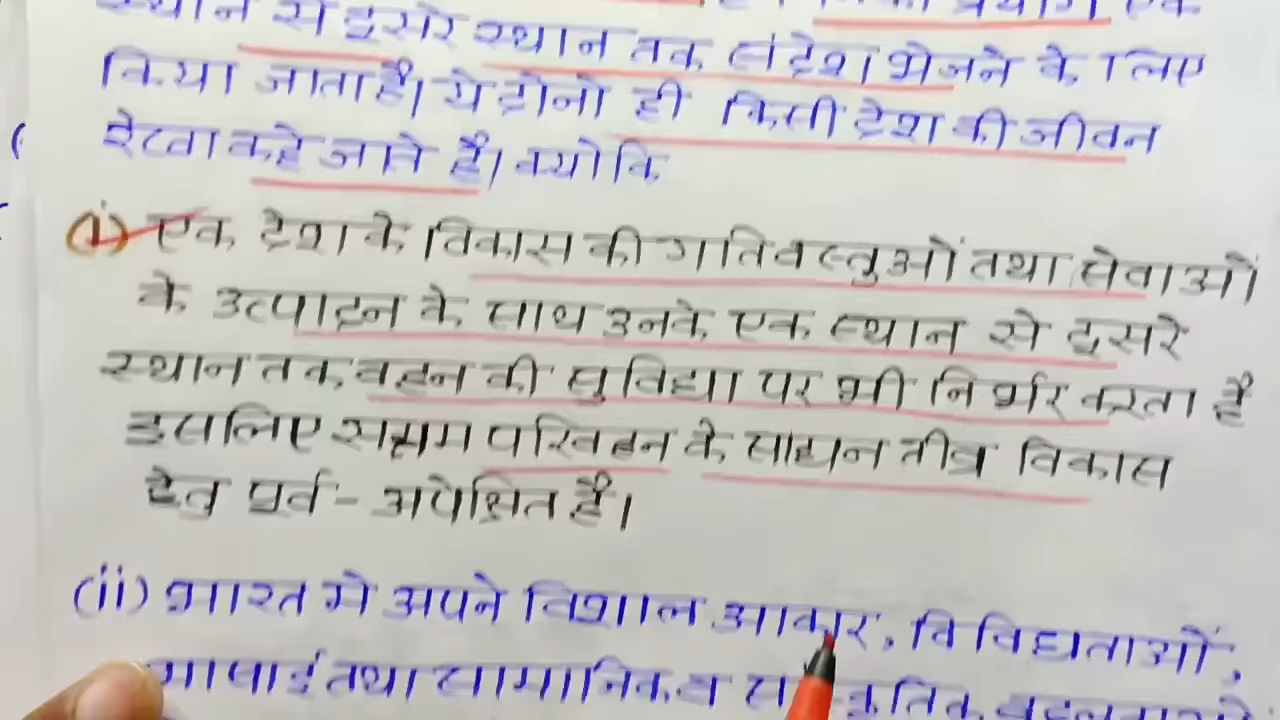 स्थान से दूसरे स्थान तक संदेश भेजने के लिए
किया जाता है। ये दोनो ही किसी देश की जीवन
रेखा कहे जाते है। क्योकि
(i) एक देश के विकास की गति वस्तुओं तथा सेवाओं
के उत्पादन के साथ उनके एक स्थान से दूसरे
स्थान तक वहन की सुविधा पर भी निर्भर करता है
इसलिए सक्षम परिवहन के साधन तीव्र विकास
हेतु पूर्व - अपेक्षित है।
(ii) भारत मे अपने विशाल आकार, विविधताओं,
भाषाई तथा सामाजिक व सांस्कृतिक